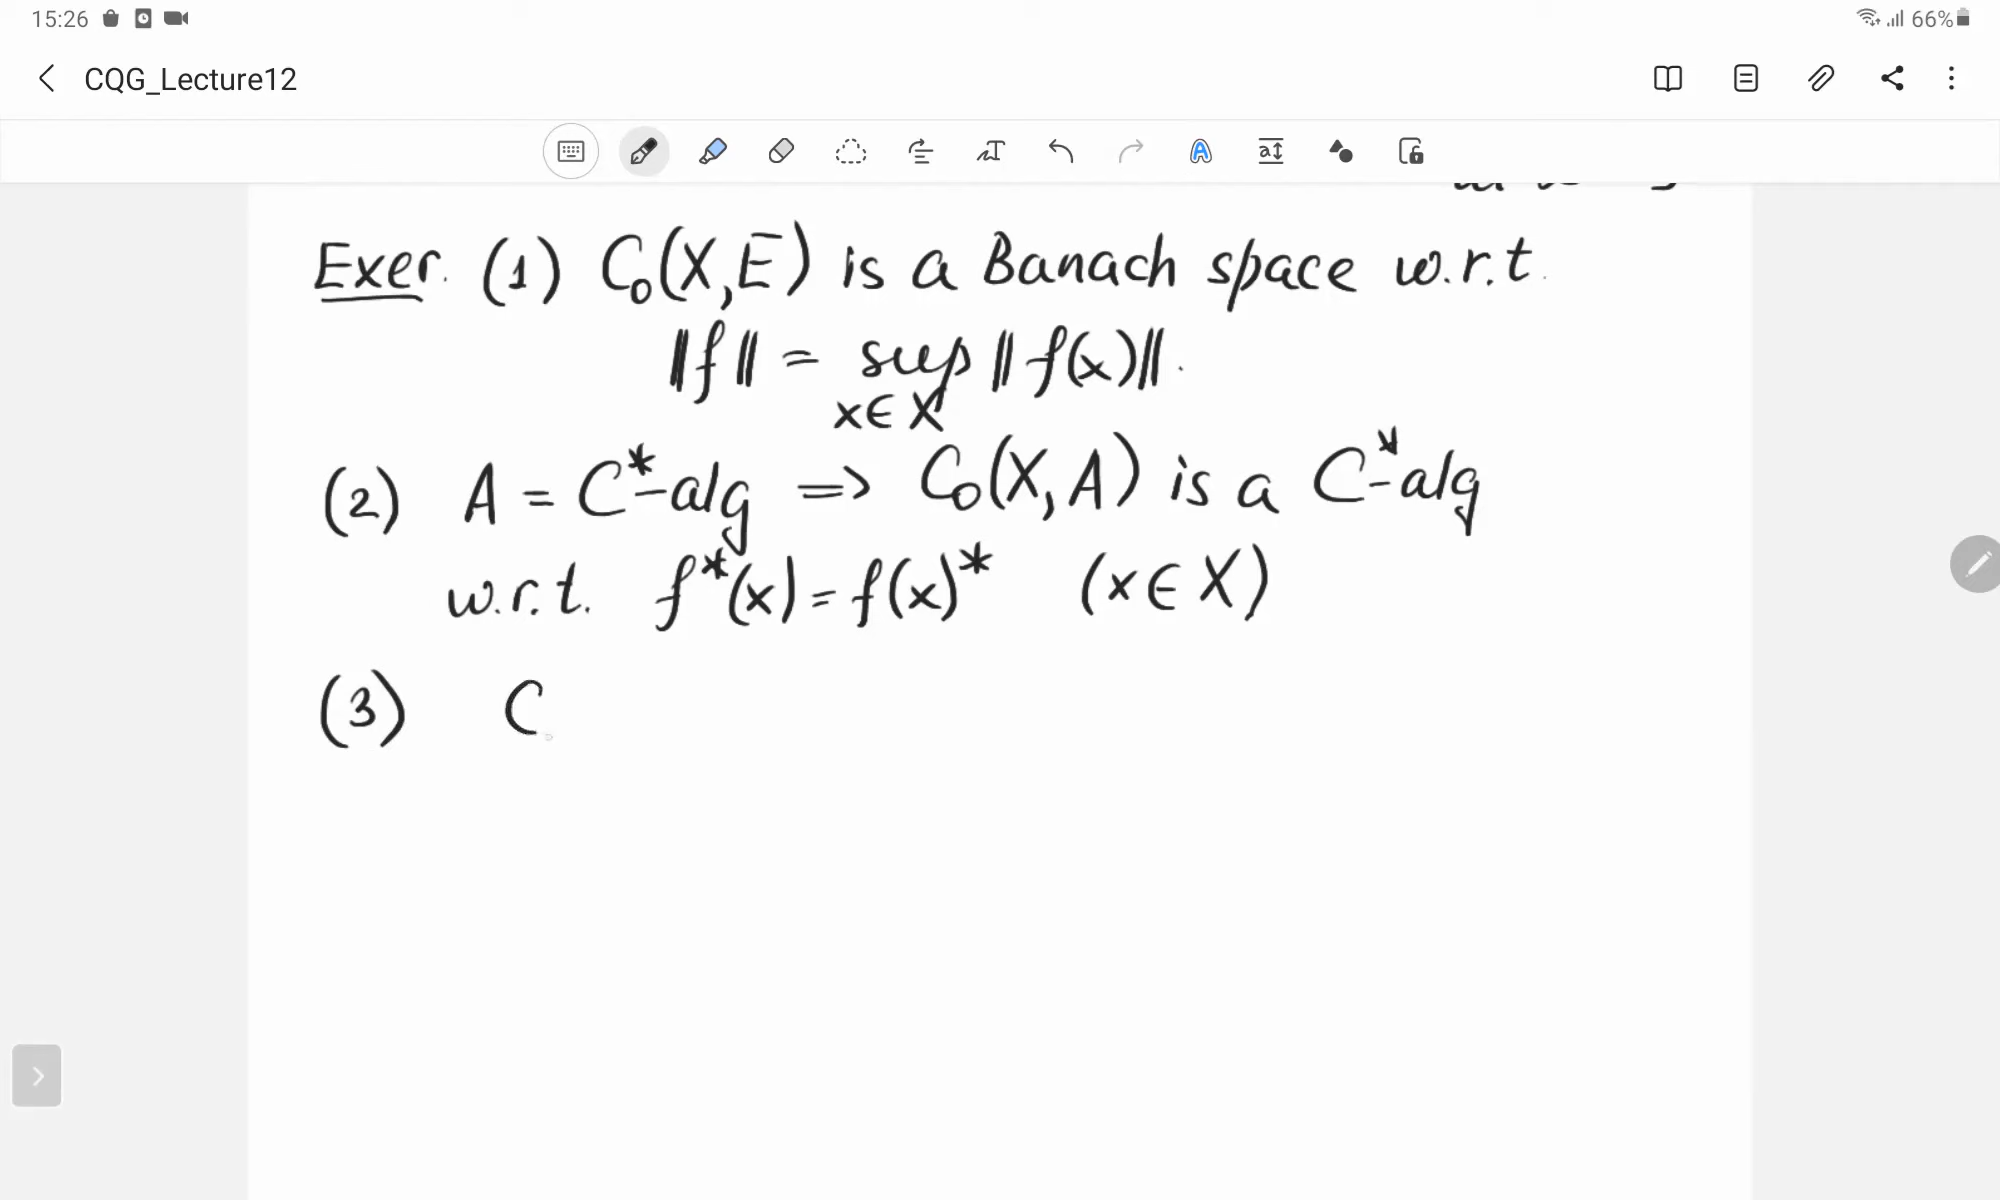 15:26 66%
CQG_Lecture12
Exer. (1) C₀(X,E) is a Banach space w.r.t.
‖f‖ = sup ‖f(x)‖.
x∈X
(2) A = C*-alg => C₀(X,A) is a C*-alg
w.r.t. f*(x)=f(x)* (x∈X)
(3) C